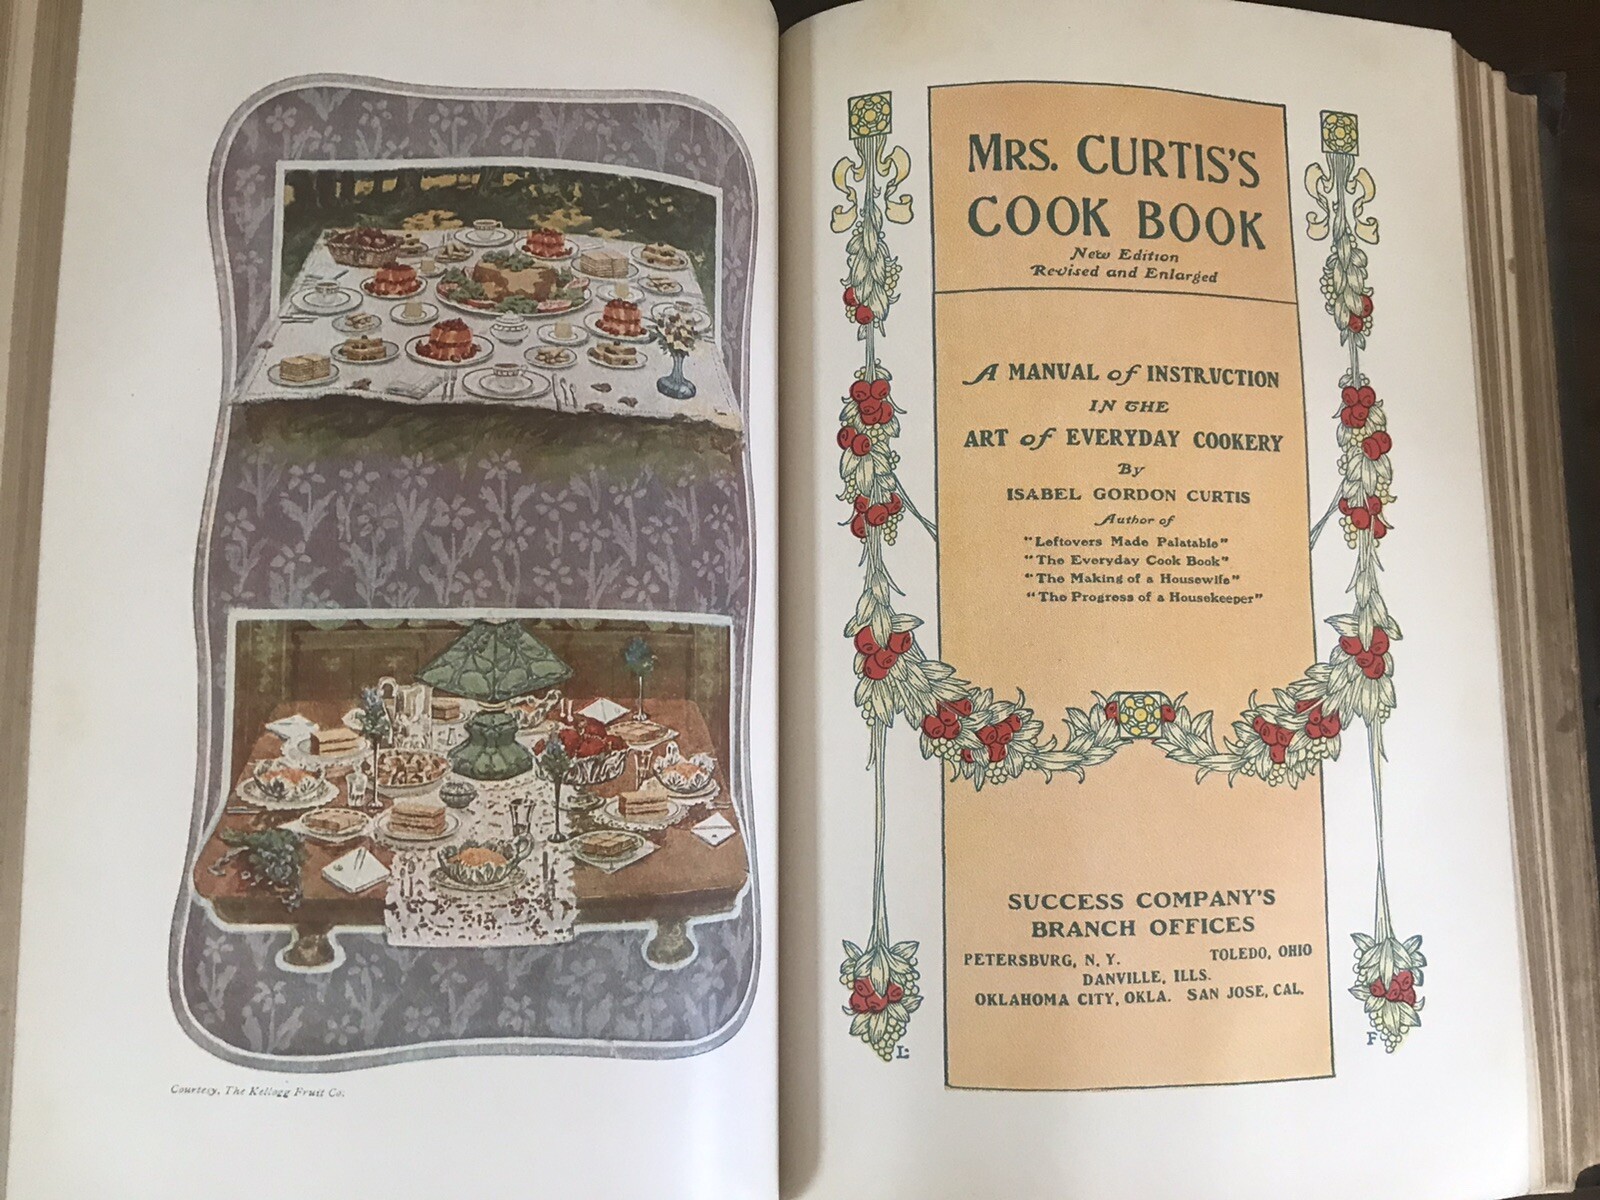 Courtesy, The Kellogg Fruit Co.
MRS. CURTIS'S
COOK BOOK
New Edition
Revised and Enlarged
A MANUAL of INSTRUCTION
IN THE
ART of EVERYDAY COOKERY
By
ISABEL GORDON CURTIS
Author of
"Leftovers Made Palatable"
"The Everyday Cook Book"
"The Making of a Housewife"
"The Progress of a Housekeeper"
SUCCESS COMPANY'S
BRANCH OFFICES
PETERSBURG, N. Y. TOLEDO, OHIO
DANVILLE, ILLS.
OKLAHOMA CITY, OKLA. SAN JOSE, CAL.
L: F